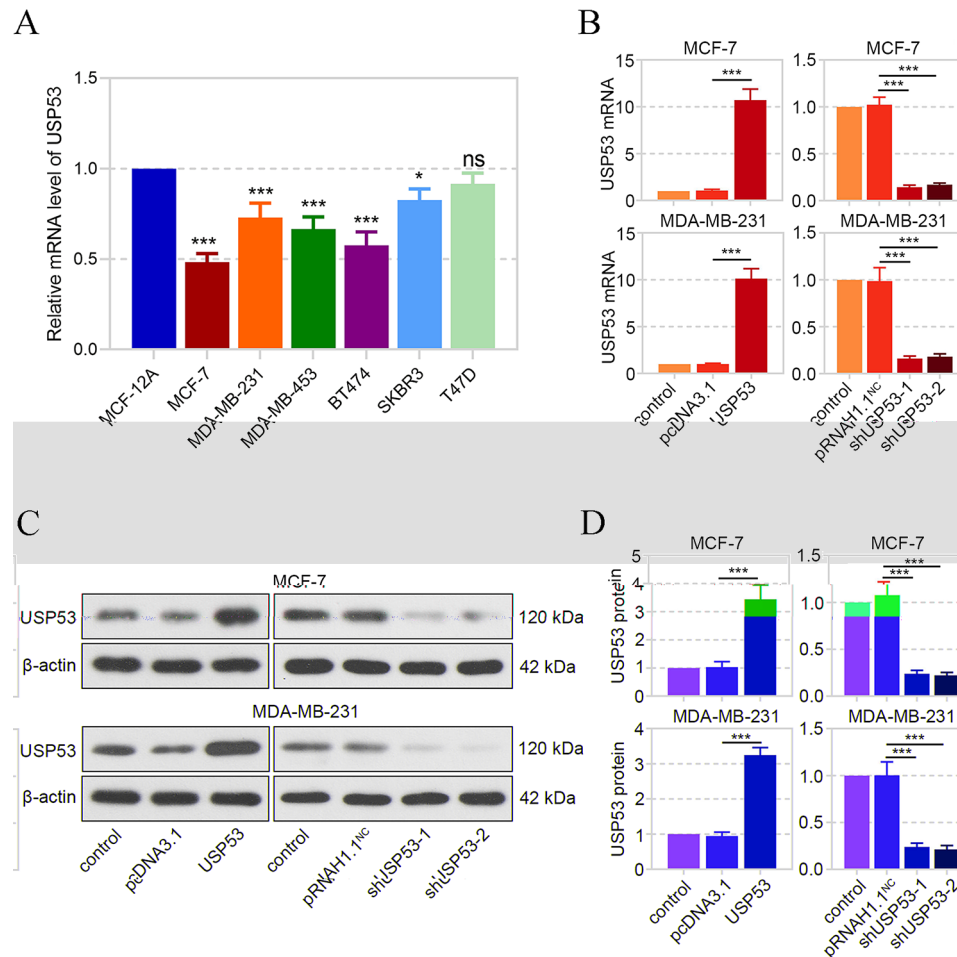 A
Relative mRNA level of USP53
1.5
1.0
0.5
0.0
***
***
***
***
*
ns
MCF-12A
MCF-7
MDA-MB-231
MDA-MB-453
BT474
SKBR3
T47D
B
MCF-7
USP53 mRNA
15
10
5
0
***
MCF-7
1.5
1.0
0.5
0.0
***
***
MDA-MB-231
USP53 mRNA
15
10
5
0
***
control
pcDNA3.1
USP53
MDA-MB-231
1.5
1.0
0.5
0.0
***
***
control
pRNAH1.1NC
shUSP53-1
shUSP53-2
C
MCF-7
USP53
120 kDa
β-actin
42 kDa
MDA-MB-231
USP53
120 kDa
β-actin
42 kDa
control
pcDNA3.1
USP53
control
pRNAH1.1NC
shUSP53-1
shUSP53-2
D
MCF-7
USP53 protein
5
4
3
2
1
0
***
MCF-7
1.5
1.0
0.5
0.0
***
***
MDA-MB-231
USP53 protein
4
3
2
1
0
***
control
pcDNA3.1
USP53
MDA-MB-231
1.5
1.0
0.5
0.0
***
***
control
pRNAH1.1NC
shUSP53-1
shUSP53-2